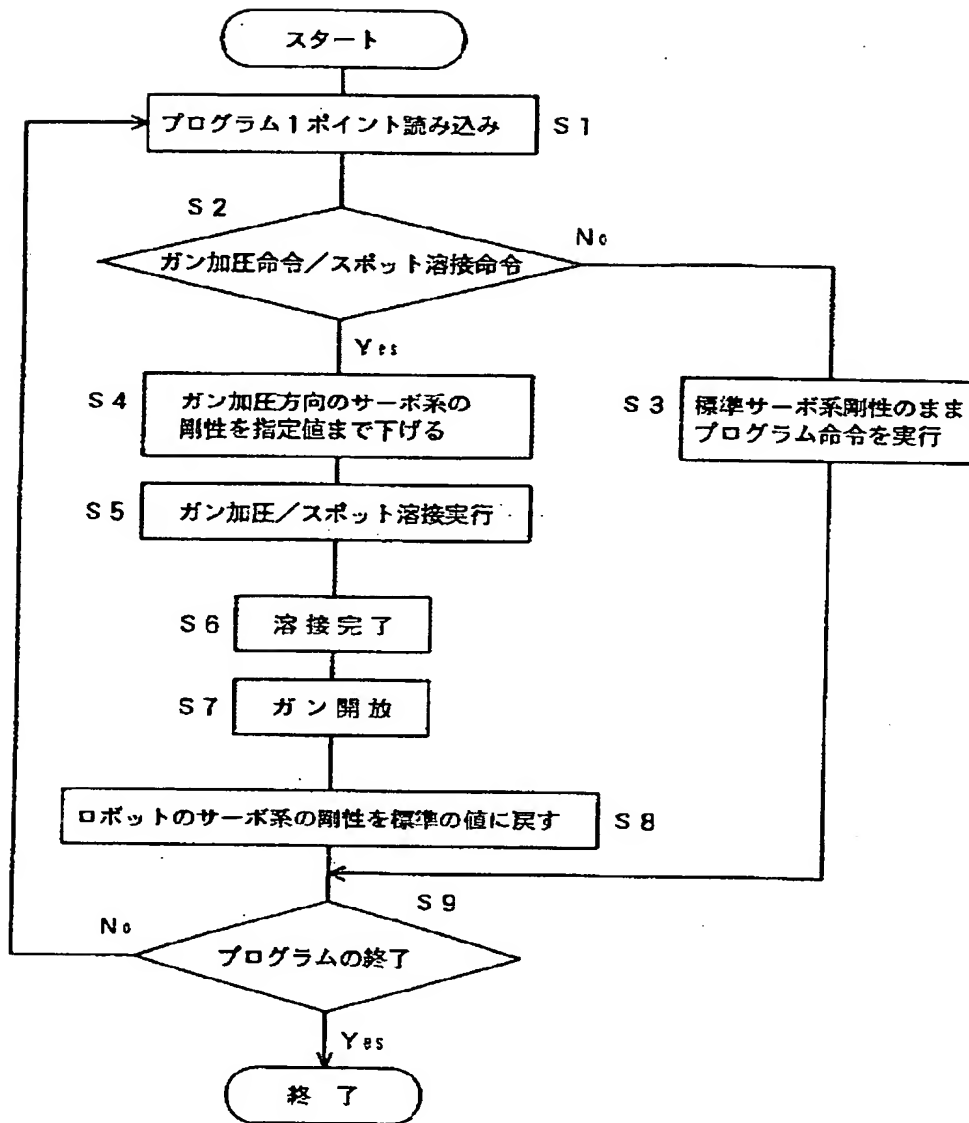 スタート
プログラム1ポイント読み込み
S1
S2
ガン加圧命令/スポット溶接命令
No
Yes
S4
ガン加圧方向のサーボ系の
剛性を指定値まで下げる
S3
標準サーボ系剛性のまま
プログラム命令を実行
S5
ガン加圧/スポット溶接実行
S6
溶接完了
S7
ガン開放
ロボットのサーボ系の剛性を標準の値に戻す
S8
S9
No
プログラムの終了
Yes
終了